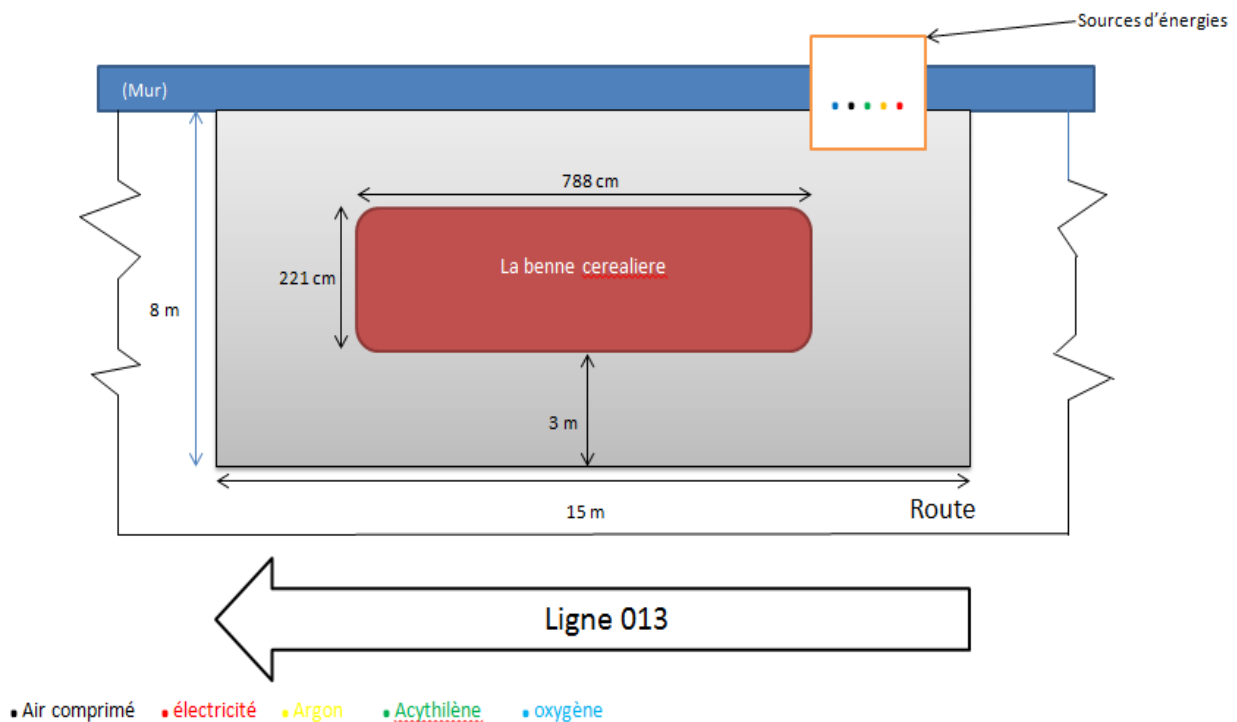 Sources d'énergies
(Mur)
788 cm
221 cm
La benne cerealiere
8 m
3 m
15 m
Route
Ligne 013
Air comprimé électricité Argon Acythilène oxygène